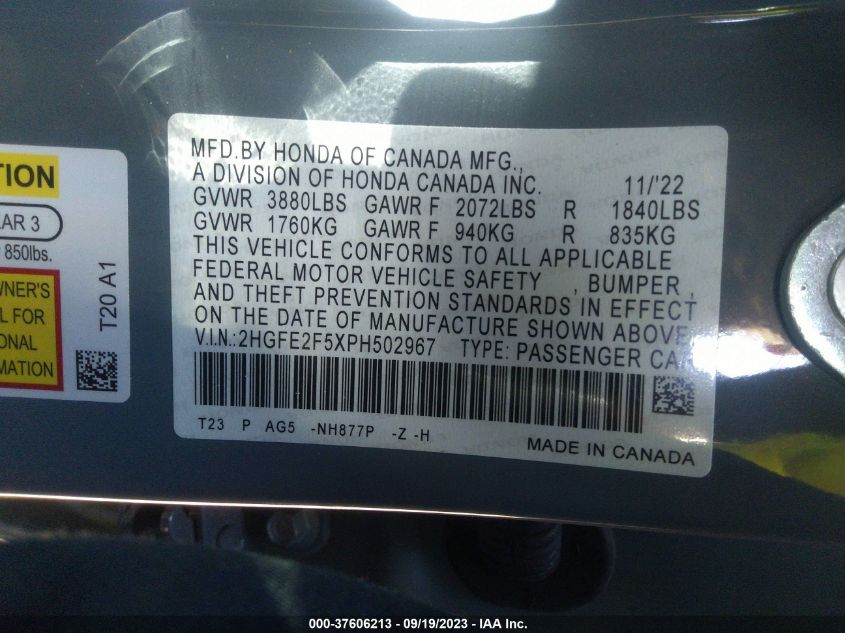 TION
AR 3
850lbs.
WNER'S
L FOR
IONAL
MATION
T20 A1
MFD.BY HONDA OF CANADA MFG.,
A DIVISION OF HONDA CANADA INC. 11/'22
GVWR 3880LBS GAWR F 2072LBS R 1840LBS
GVWR 1760KG GAWR F 940KG R 835KG
THIS VEHICLE CONFORMS TO ALL APPLICABLE
FEDERAL MOTOR VEHICLE SAFETY , BUMPER ,
AND THEFT PREVENTION STANDARDS IN EFFECT
ON THE DATE OF MANUFACTURE SHOWN ABOVE.
V.I.N.:2HGFE2F5XPH502967 TYPE: PASSENGER CAR
T23 P AG5 -NH877P -Z -H
MADE IN CANADA
000-37606213 - 09/19/2023 - IAA Inc.